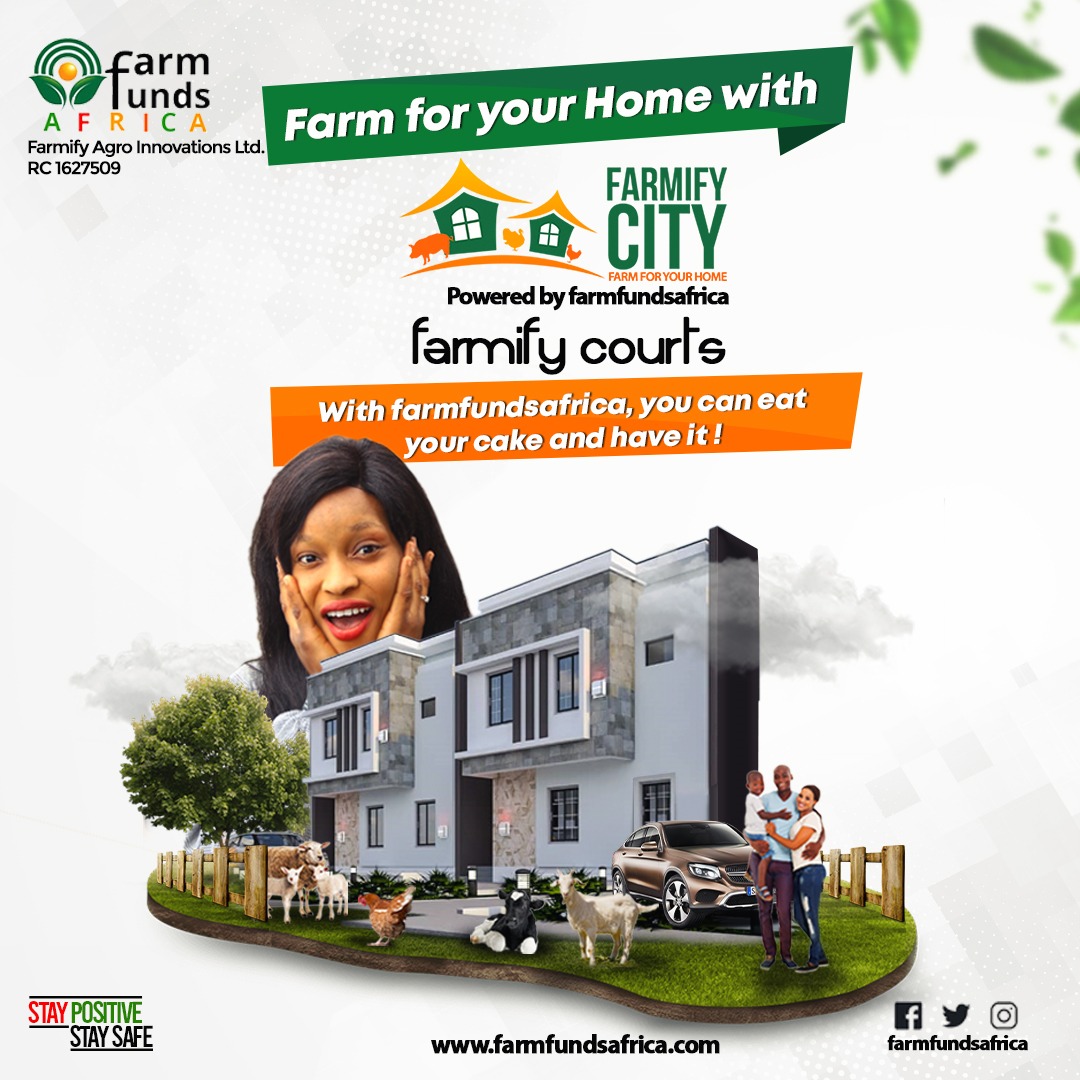 farm
funds
AFRICA
Farmify Agro Innovations Ltd.
RC 1627509
Farm for your Home with
FARMIFY
CITY
FARM FOR YOUR HOME
Powered by farmfundsafrica
farmify courts
With farmfundsafrica, you can eat
your cake and have it !
STAY POSITIVE
STAY SAFE
www.farmfundsafrica.com
farmfundsafrica